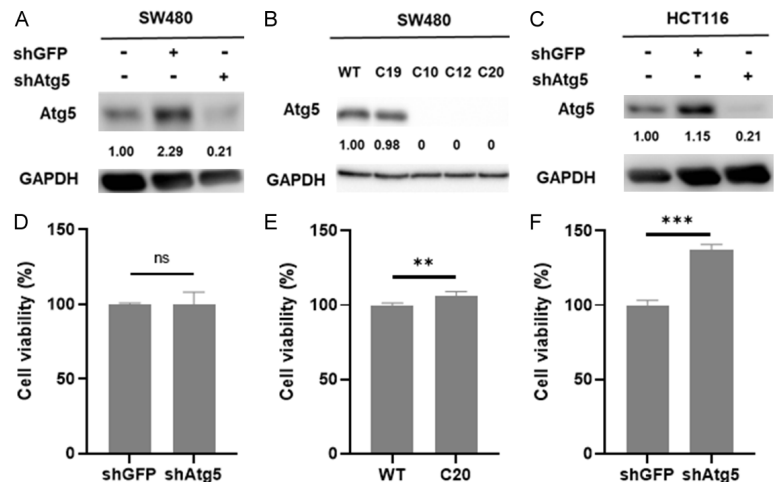 A
SW480
shGFP - + -
shAtg5 - - +
Atg5
1.00 2.29 0.21
GAPDH
B
SW480
WT C19 C10 C12 C20
Atg5
1.00 0.98 0 0 0
GAPDH
C
HCT116
shGFP - + -
shAtg5 - - +
Atg5
1.00 1.15 0.21
GAPDH
D
Cell viability (%)
150
100
50
0
ns
shGFP shAtg5
E
Cell viability (%)
150
100
50
0
**
WT C20
F
Cell viability (%)
150
100
50
0
***
shGFP shAtg5